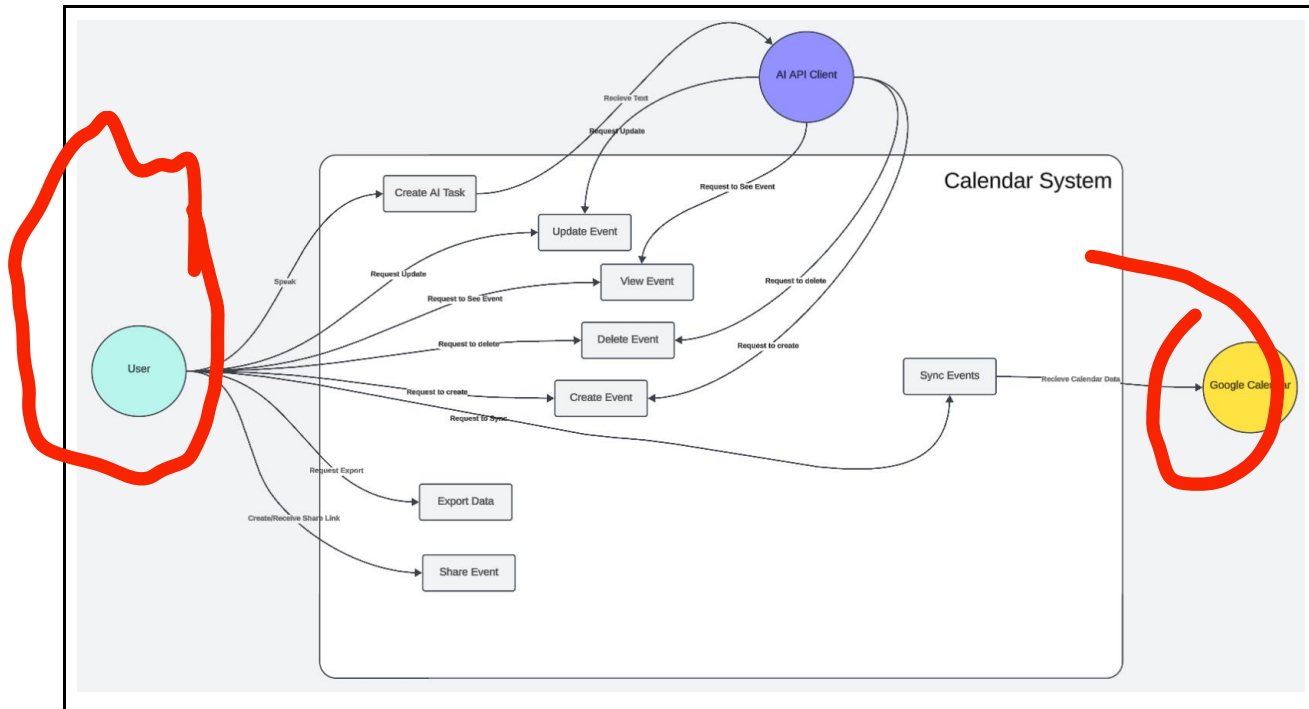 AI API Client
Recieve Text
Request Update
Calendar System
Create AI Task
Request to See Event
Update Event
Request Update
Speak
View Event
Request to delete
Request to See Event
Delete Event
Request to delete
Request to create
User
Sync Events
Recieve Calendar Data
Google Calendar
Request to create
Create Event
Request to Sync
Request Export
Export Data
Create/Receive Share Link
Share Event